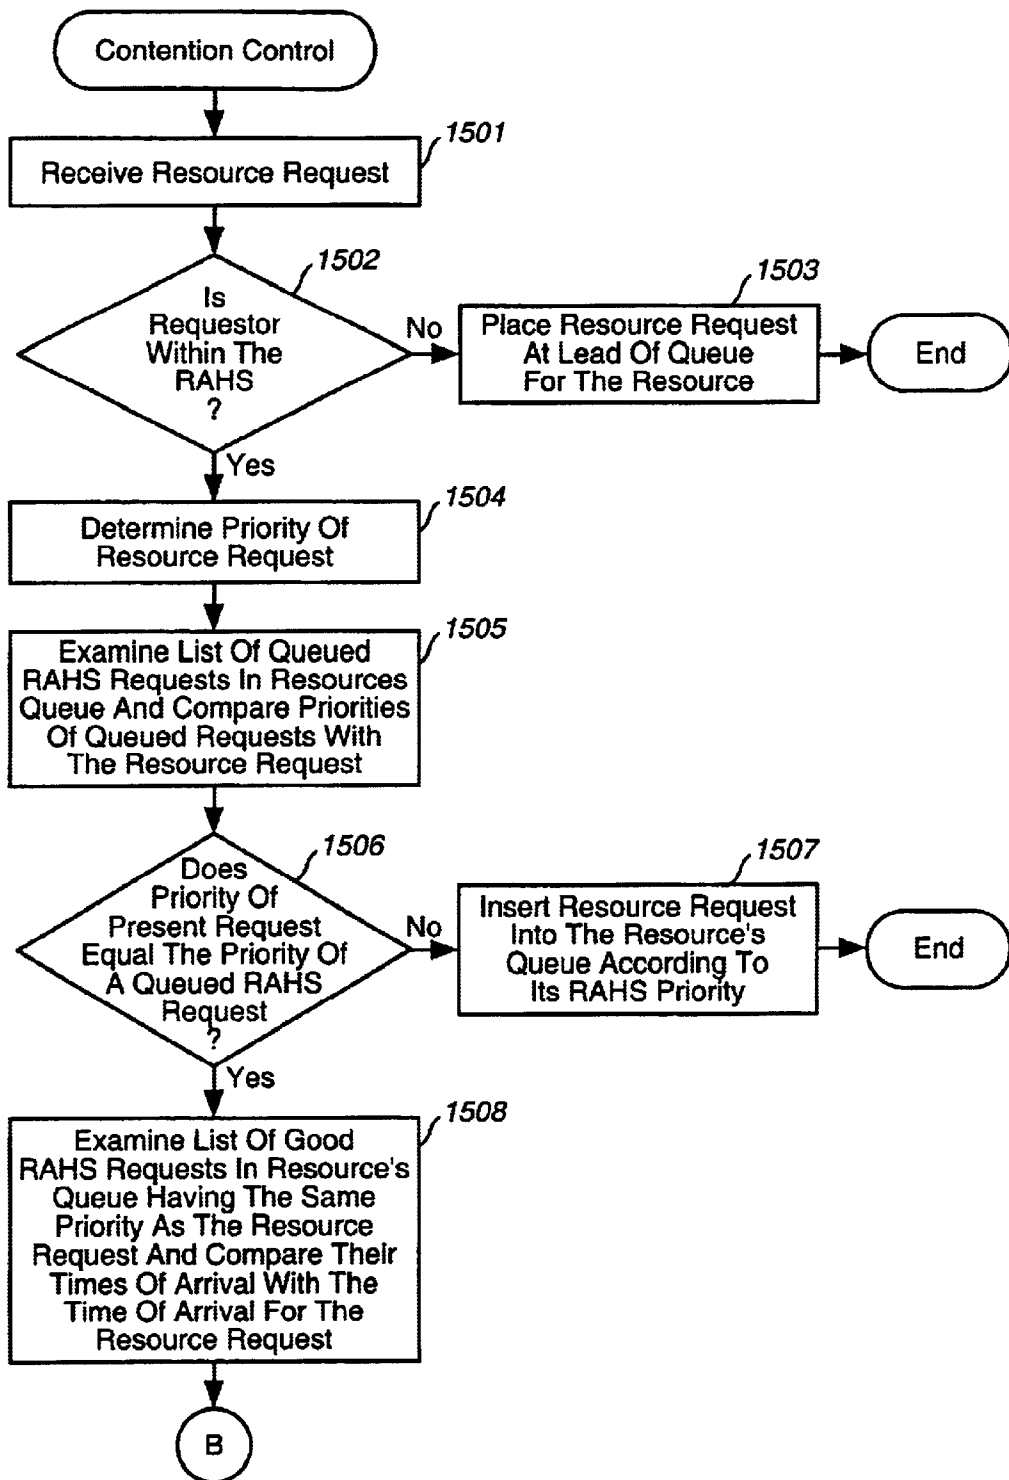 Contention Control
1501
Receive Resource Request
1502
Is
Requestor
Within The
RAHS
?
No
1503
Place Resource Request
At Lead Of Queue
For The Resource
End
Yes
1504
Determine Priority Of
Resource Request
1505
Examine List Of Queued
RAHS Requests In Resources
Queue And Compare Priorities
Of Queued Requests With
The Resource Request
1506
Does
Priority Of
Present Request
Equal The Priority Of
A Queued RAHS
Request
?
No
1507
Insert Resource Request
Into The Resource's
Queue According To
Its RAHS Priority
End
Yes
1508
Examine List Of Good
RAHS Requests In Resource's
Queue Having The Same
Priority As The Resource
Request And Compare Their
Times Of Arrival With The
Time Of Arrival For The
Resource Request
B